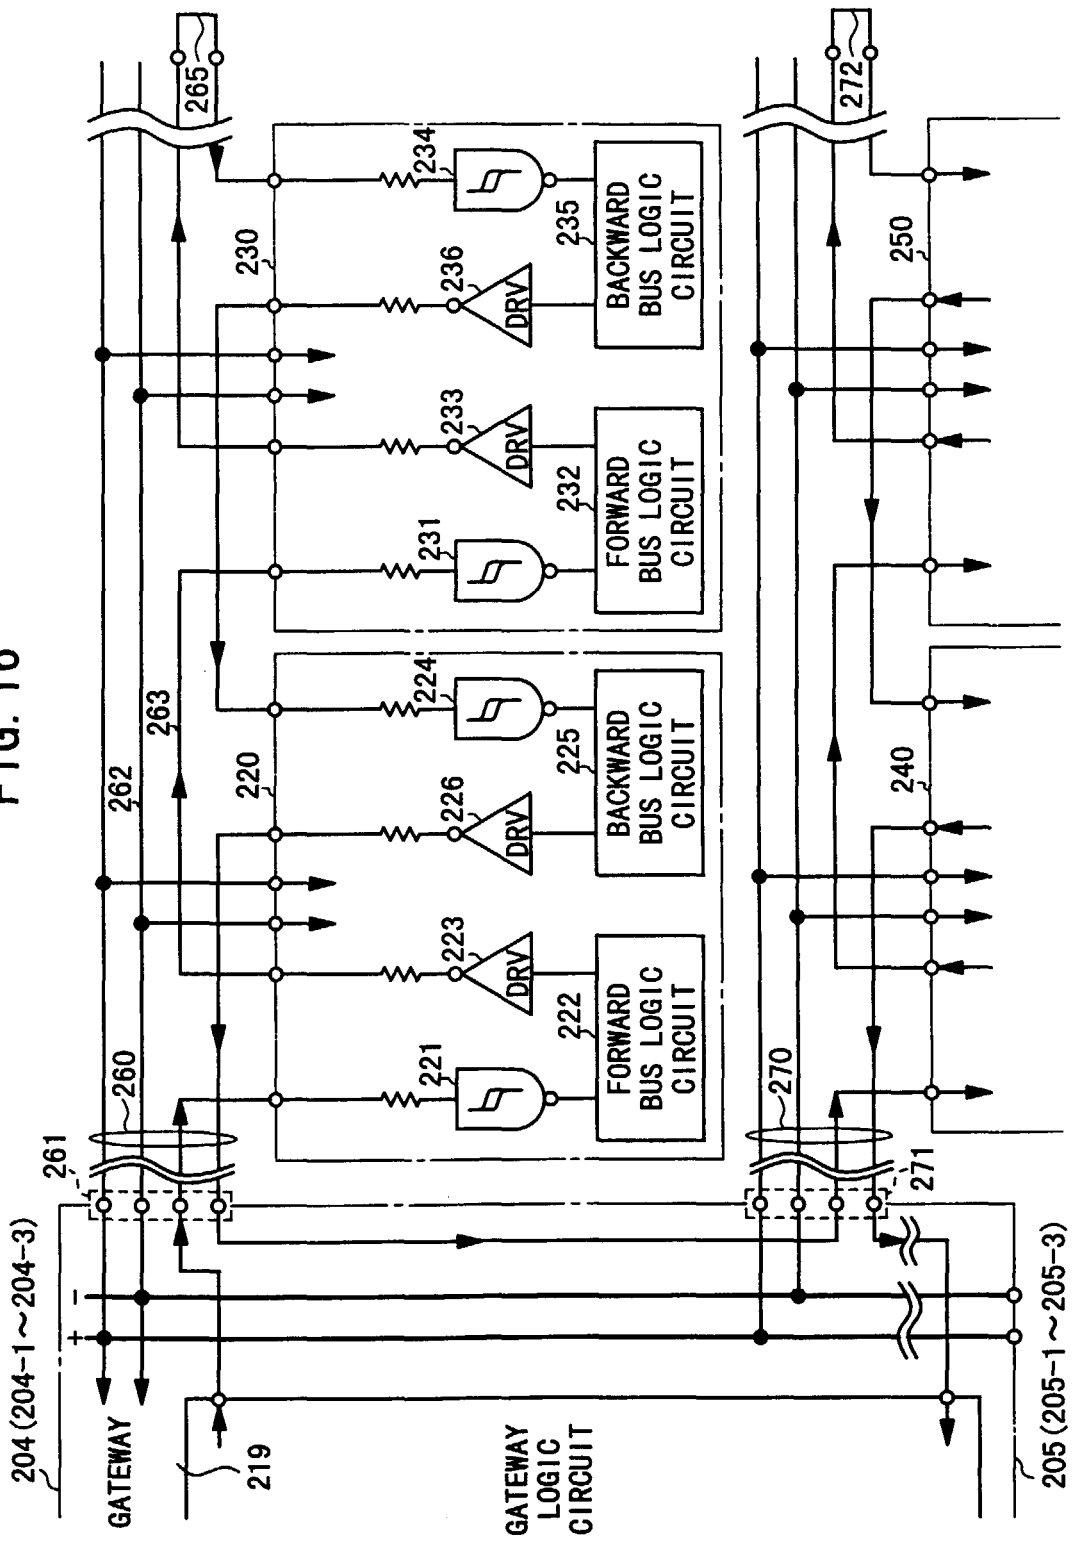 FIG. 16
204(204-1~204-3)
261
260
262
263
265
+
-
GATEWAY
219
220
230
221
223
226
224
231
233
236
234
DRV
DRV
DRV
DRV
222
225
232
235
FORWARD
BUS LOGIC
CIRCUIT
BACKWARD
BUS LOGIC
CIRCUIT
FORWARD
BUS LOGIC
CIRCUIT
BACKWARD
BUS LOGIC
CIRCUIT
GATEWAY
LOGIC
CIRCUIT
270
272
271
240
250
205(205-1~205-3)